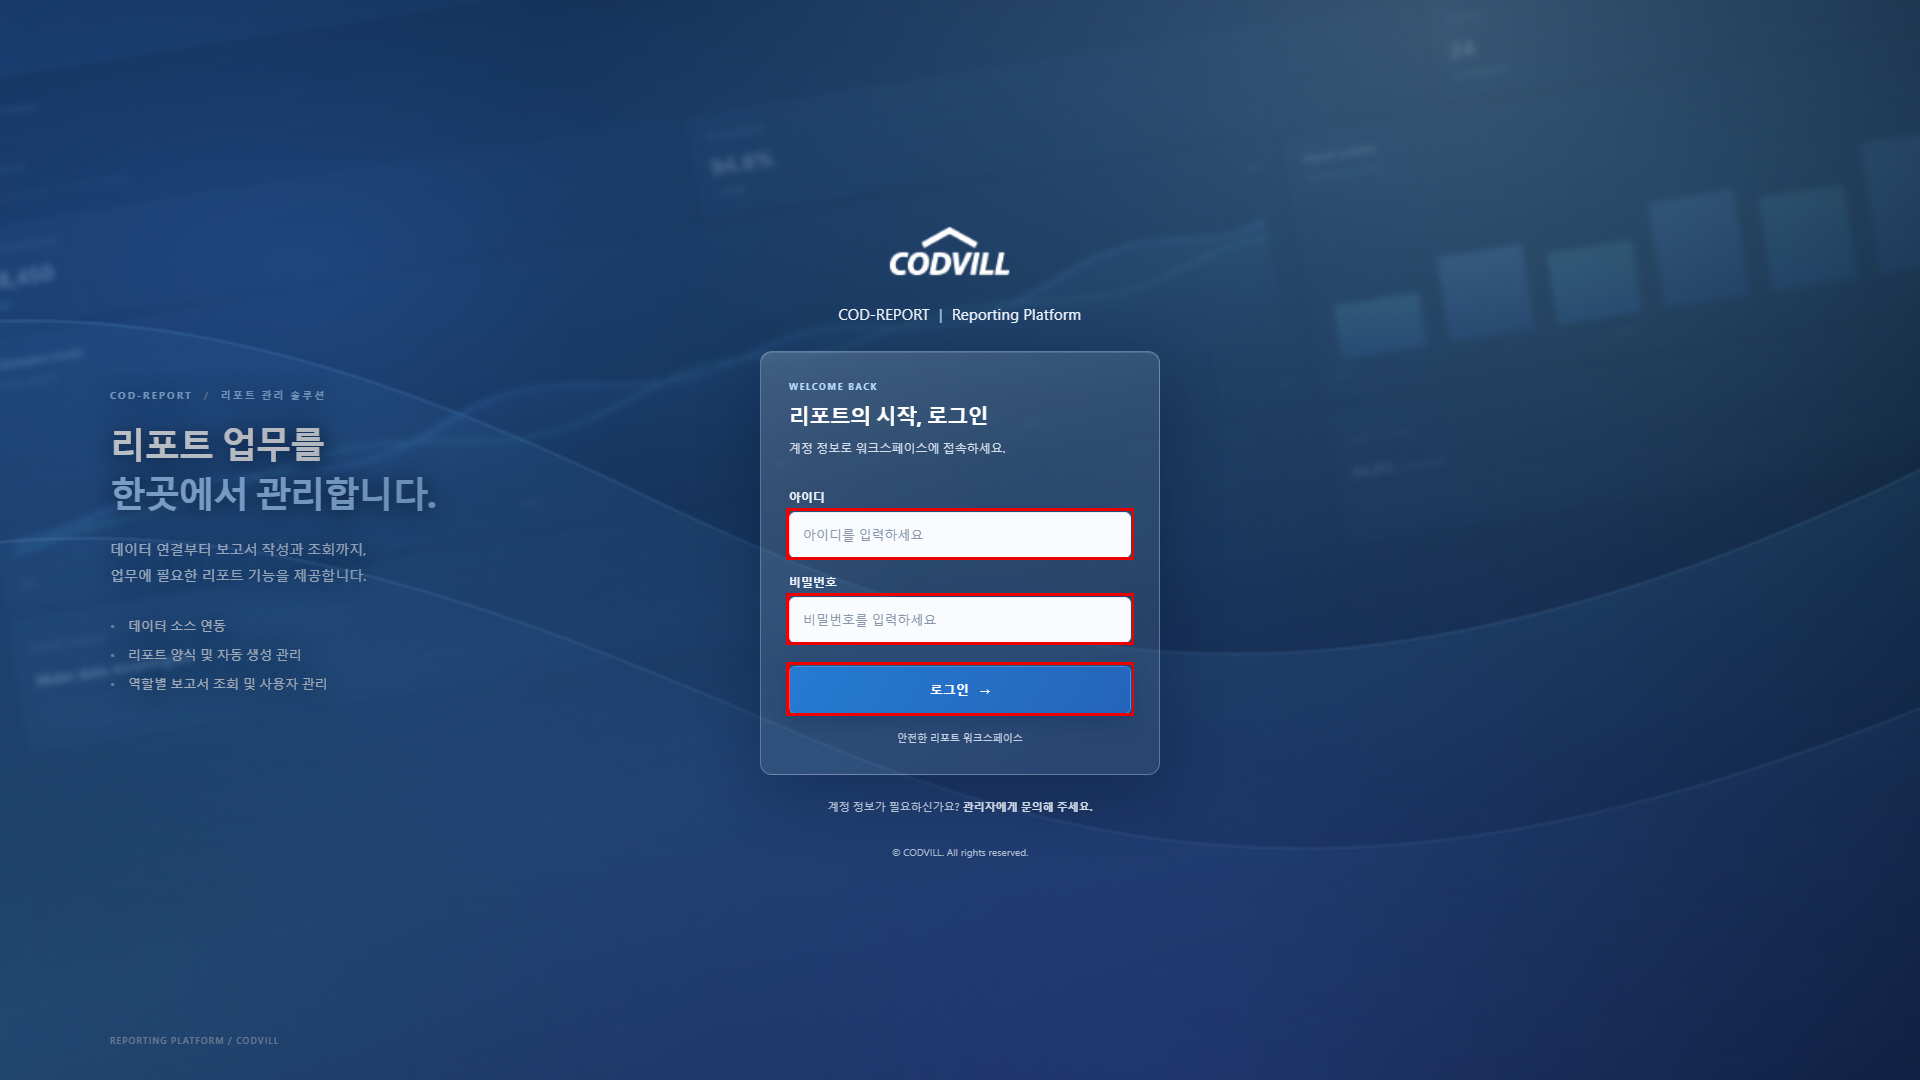 24
94.8%
8,450
CODVILL
COD-REPORT | Reporting Platform
COD-REPORT / 리포트 관리 솔루션
리포트 업무를
한곳에서 관리합니다.
데이터 연결부터 보고서 작성과 조회까지,
업무에 필요한 리포트 기능을 제공합니다.
• 데이터 소스 연동
• 리포트 양식 및 자동 생성 관리
• 역할별 보고서 조회 및 사용자 관리
WELCOME BACK
리포트의 시작, 로그인
계정 정보로 워크스페이스에 접속하세요.
아이디
아이디를 입력하세요
비밀번호
비밀번호를 입력하세요
로그인 →
안전한 리포트 워크스페이스
계정 정보가 필요하신가요? 관리자에게 문의해 주세요.
© CODVILL. All rights reserved.
REPORTING PLATFORM / CODVILL